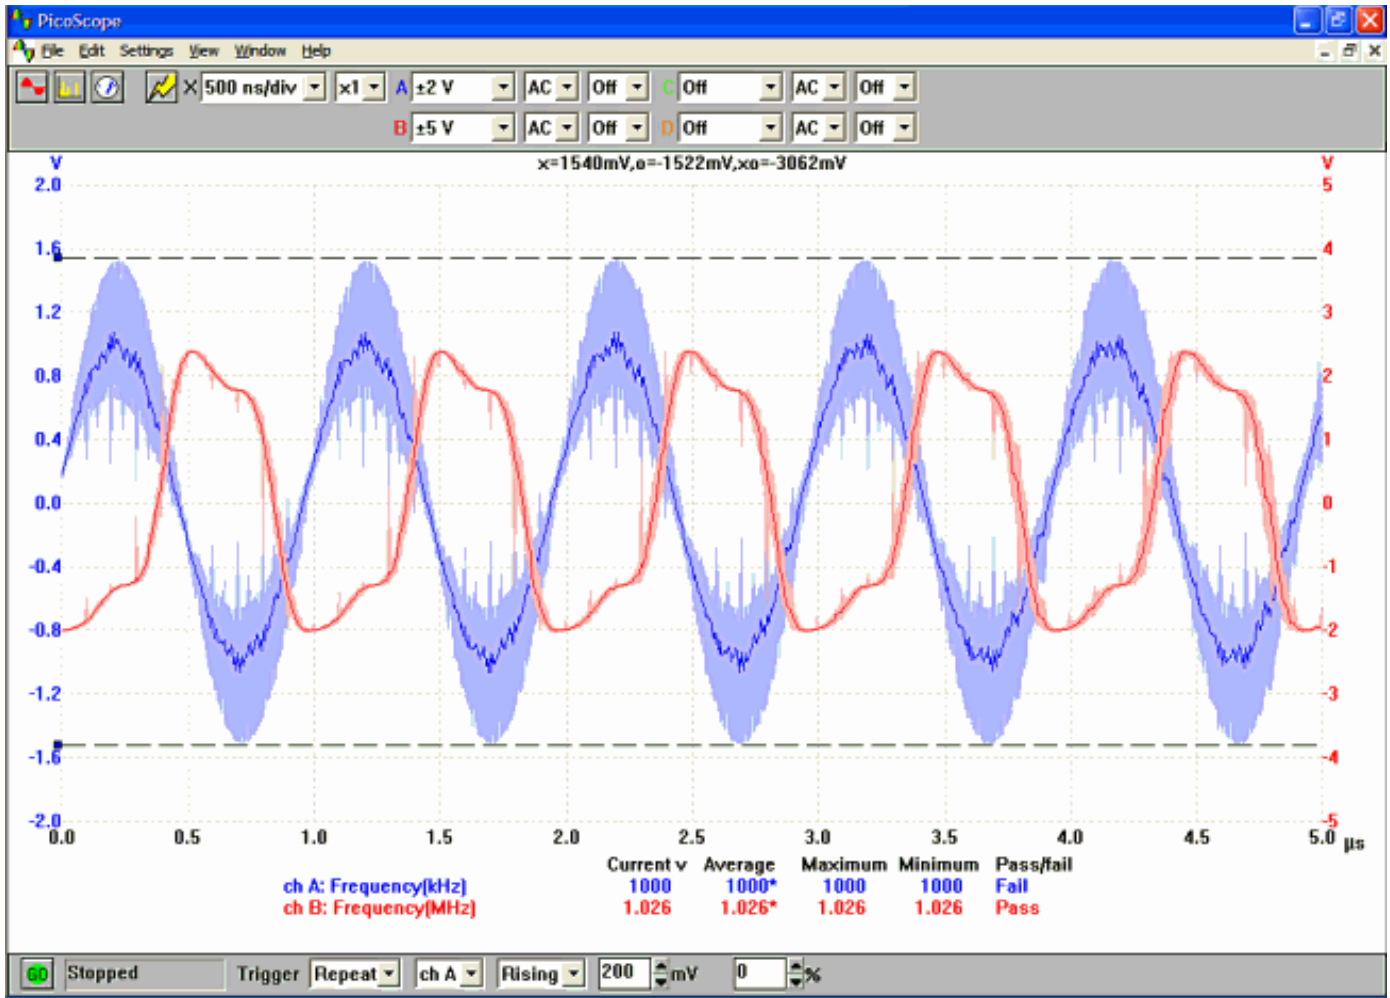 PicoScope
File Edit Settings View Window Help
X 500 ns/div x1 A ±2 V AC Off C Off AC Off
B ±5 V AC Off D Off AC Off
x=1540mV,o=-1522mV,xo=-3062mV
V V
2.0 5
1.6 4
1.2 3
0.8 2
0.4 1
0.0 0
-0.4 -1
-0.8 -2
-1.2 -3
-1.6 -4
-2.0 -5
0.0 0.5 1.0 1.5 2.0 2.5 3.0 3.5 4.0 4.5 5.0 µs
Current v Average Maximum Minimum Pass/fail
ch A: Frequency(kHz) 1000 1000* 1000 1000 Fail
ch B: Frequency(MHz) 1.026 1.026* 1.026 1.026 Pass
GO Stopped Trigger Repeat ch A Rising 200 mV 0 %